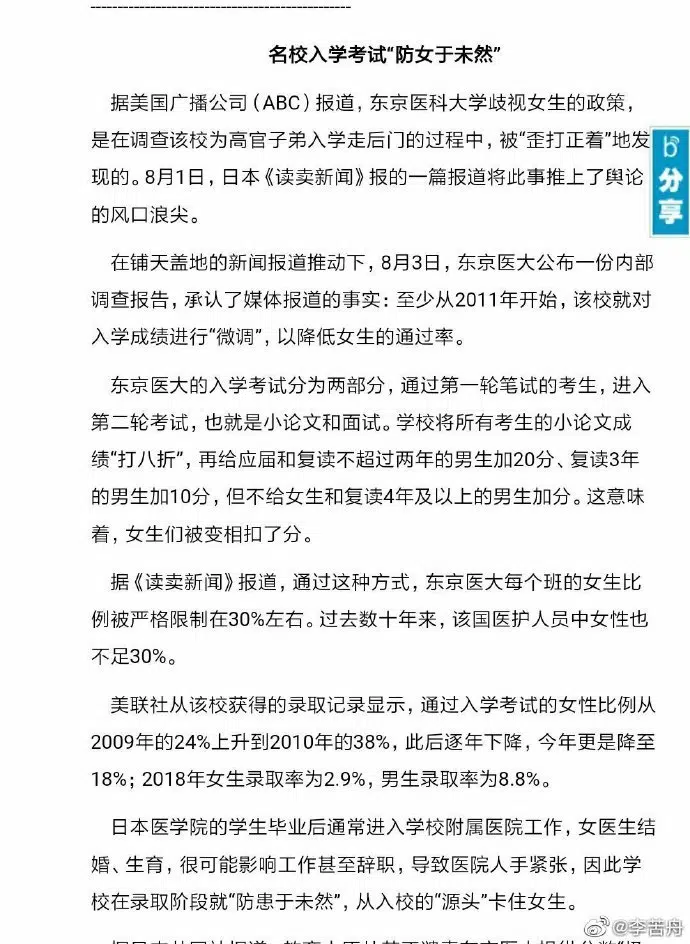 名校入学考试“防女于未然”
据美国广播公司（ABC）报道，东京医科大学歧视女生的政策，
是在调查该校为高官子弟入学走后门的过程中，被“歪打正着”地发
现的。8月1日，日本《读卖新闻》报的一篇报道将此事推上了舆论
的风口浪尖。
在铺天盖地的新闻报道推动下，8月3日，东京医大公布一份内部
调查报告，承认了媒体报道的事实：至少从2011年开始，该校就对
入学成绩进行“微调”，以降低女生的通过率。
东京医大的入学考试分为两部分，通过第一轮笔试的考生，进入
第二轮考试，也就是小论文和面试。学校将所有考生的小论文成
绩“打八折”，再给应届和复读不超过两年的男生加20分、复读3年
的男生加10分，但不给女生和复读4年及以上的男生加分。这意味
着，女生们被变相扣了分。
据《读卖新闻》报道，通过这种方式，东京医大每个班的女生比
例被严格限制在30%左右。过去数十年来，该国医护人员中女性也
不足30%。
美联社从该校获得的录取记录显示，通过入学考试的女性比例从
2009年的24%上升到2010年的38%，此后逐年下降，今年更是降至
18%；2018年女生录取率为2.9%，男生录取率为8.8%。
日本医学院的学生毕业后通常进入学校附属医院工作，女医生结
婚、生育，很可能影响工作甚至辞职，导致医院人手紧张，因此学
校在录取阶段就“防患于未然”，从入校的“源头”卡住女生。
分享
@李苦舟